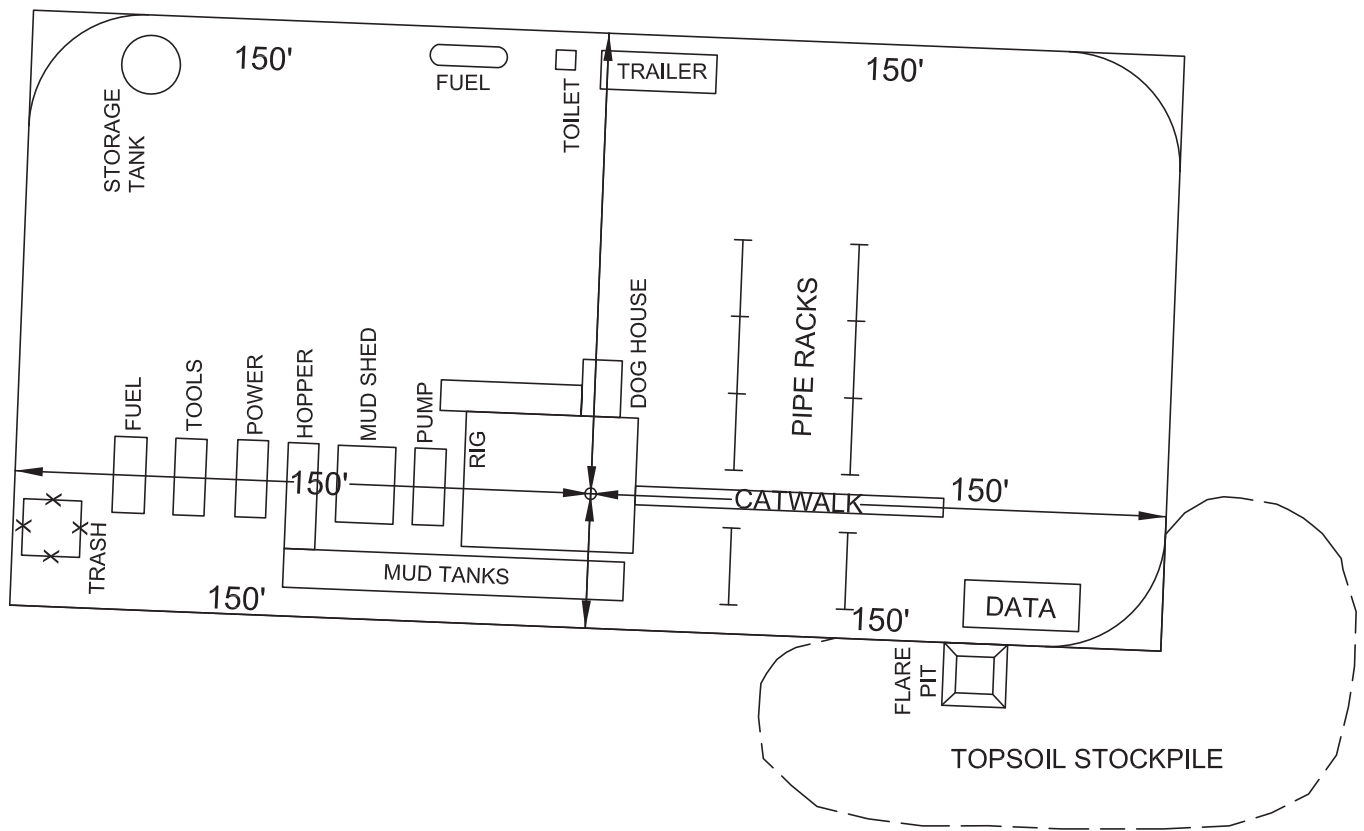 150'
FUEL
TOILET
TRAILER
150'
STORAGE
TANK
FUEL
TOOLS
POWER
HOPPER
MUD SHED
PUMP
RIG
DOG HOUSE
PIPE RACKS
150'
CATWALK
150'
TRASH
MUD TANKS
150'
150'
DATA
FLARE
PIT
TOPSOIL STOCKPILE